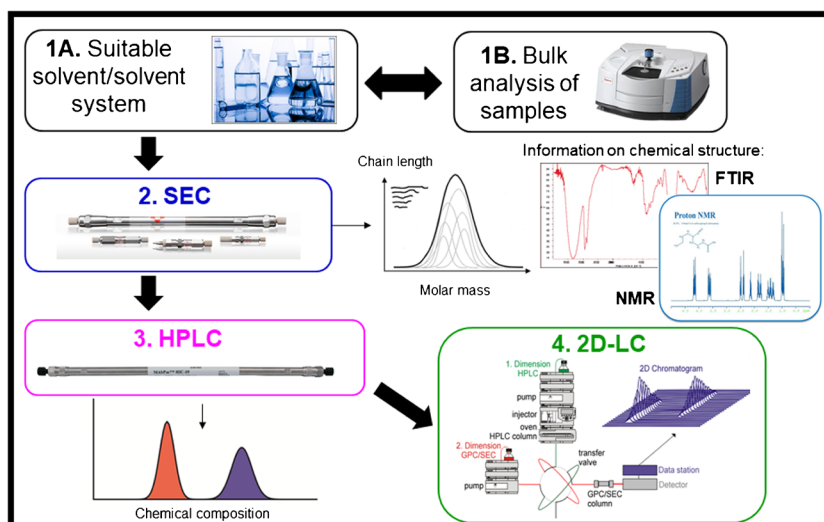 1A. Suitable
solvent/solvent
system
1B. Bulk
analysis of
samples
2. SEC
Chain length
Molar mass
Information on chemical structure:
FTIR
Proton NMR
NMR
3. HPLC
Chemical composition
4. 2D-LC
1. Dimension
HPLC
pump
injector
oven
HPLC column
2. Dimension
GPC/SEC
pump
transfer
valve
GPC/SEC
column
2D Chromatogram
Data station
Detector